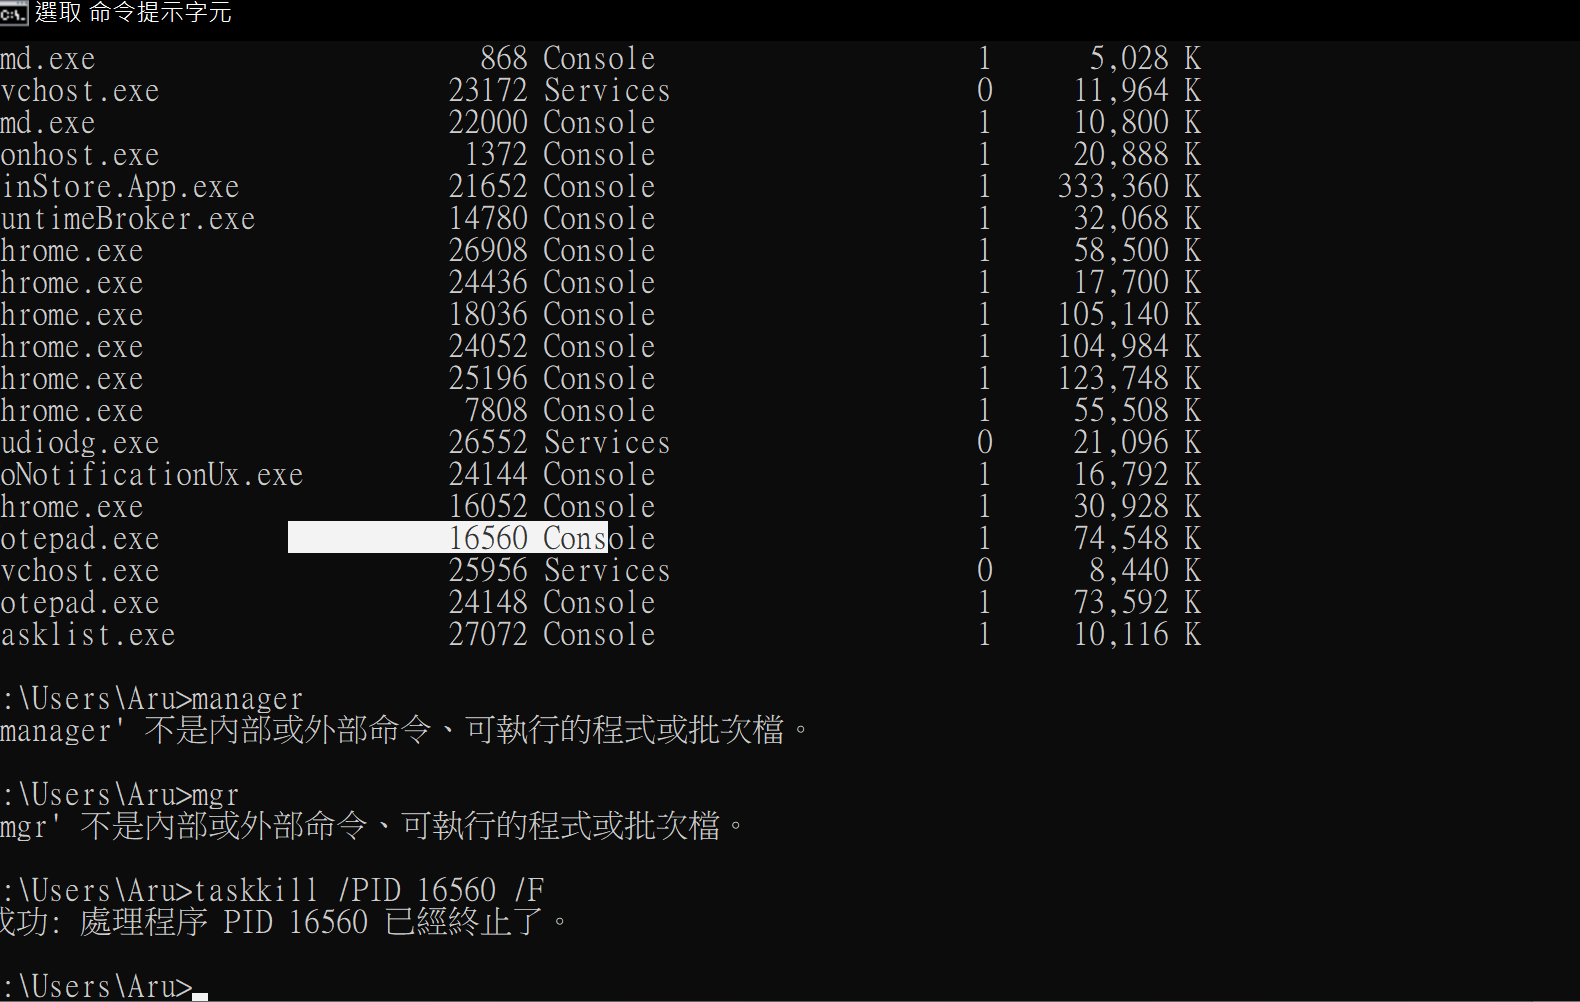 選取 命令提示字元
md.exe 868 Console 1 5,028 K
vchost.exe 23172 Services 0 11,964 K
md.exe 22000 Console 1 10,800 K
onhost.exe 1372 Console 1 20,888 K
inStore.App.exe 21652 Console 1 333,360 K
untimeBroker.exe 14780 Console 1 32,068 K
hrome.exe 26908 Console 1 58,500 K
hrome.exe 24436 Console 1 17,700 K
hrome.exe 18036 Console 1 105,140 K
hrome.exe 24052 Console 1 104,984 K
hrome.exe 25196 Console 1 123,748 K
hrome.exe 7808 Console 1 55,508 K
udiodg.exe 26552 Services 0 21,096 K
oNotificationUx.exe 24144 Console 1 16,792 K
hrome.exe 16052 Console 1 30,928 K
otepad.exe 16560 Console 1 74,548 K
vchost.exe 25956 Services 0 8,440 K
otepad.exe 24148 Console 1 73,592 K
asklist.exe 27072 Console 1 10,116 K
:\Users\Aru>manager
manager' 不是內部或外部命令、可執行的程式或批次檔。
:\Users\Aru>mgr
mgr' 不是內部或外部命令、可執行的程式或批次檔。
:\Users\Aru>taskkill /PID 16560 /F
成功: 處理程序 PID 16560 已經終止了。
:\Users\Aru>